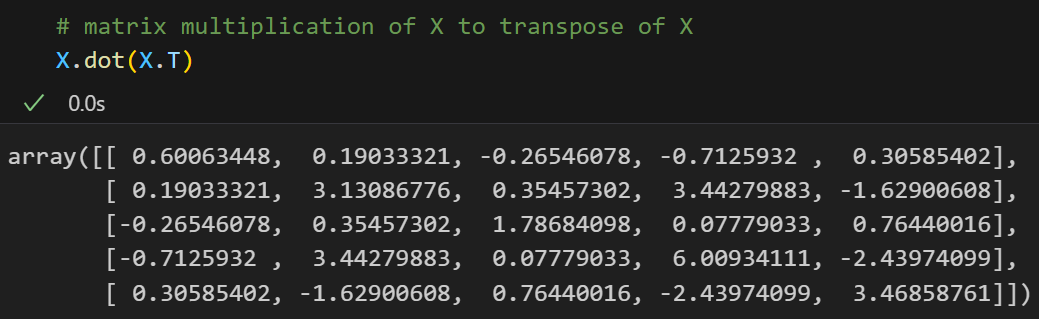 # matrix multiplication of X to transpose of X
X.dot(X.T)
✓ 0.0s
array([[ 0.60063448,  0.19033321, -0.26546078, -0.7125932 ,  0.30585402],
       [ 0.19033321,  3.13086776,  0.35457302,  3.44279883, -1.62900608],
       [-0.26546078,  0.35457302,  1.78684098,  0.07779033,  0.76440016],
       [-0.7125932 ,  3.44279883,  0.07779033,  6.00934111, -2.43974099],
       [ 0.30585402, -1.62900608,  0.76440016, -2.43974099,  3.46858761]])